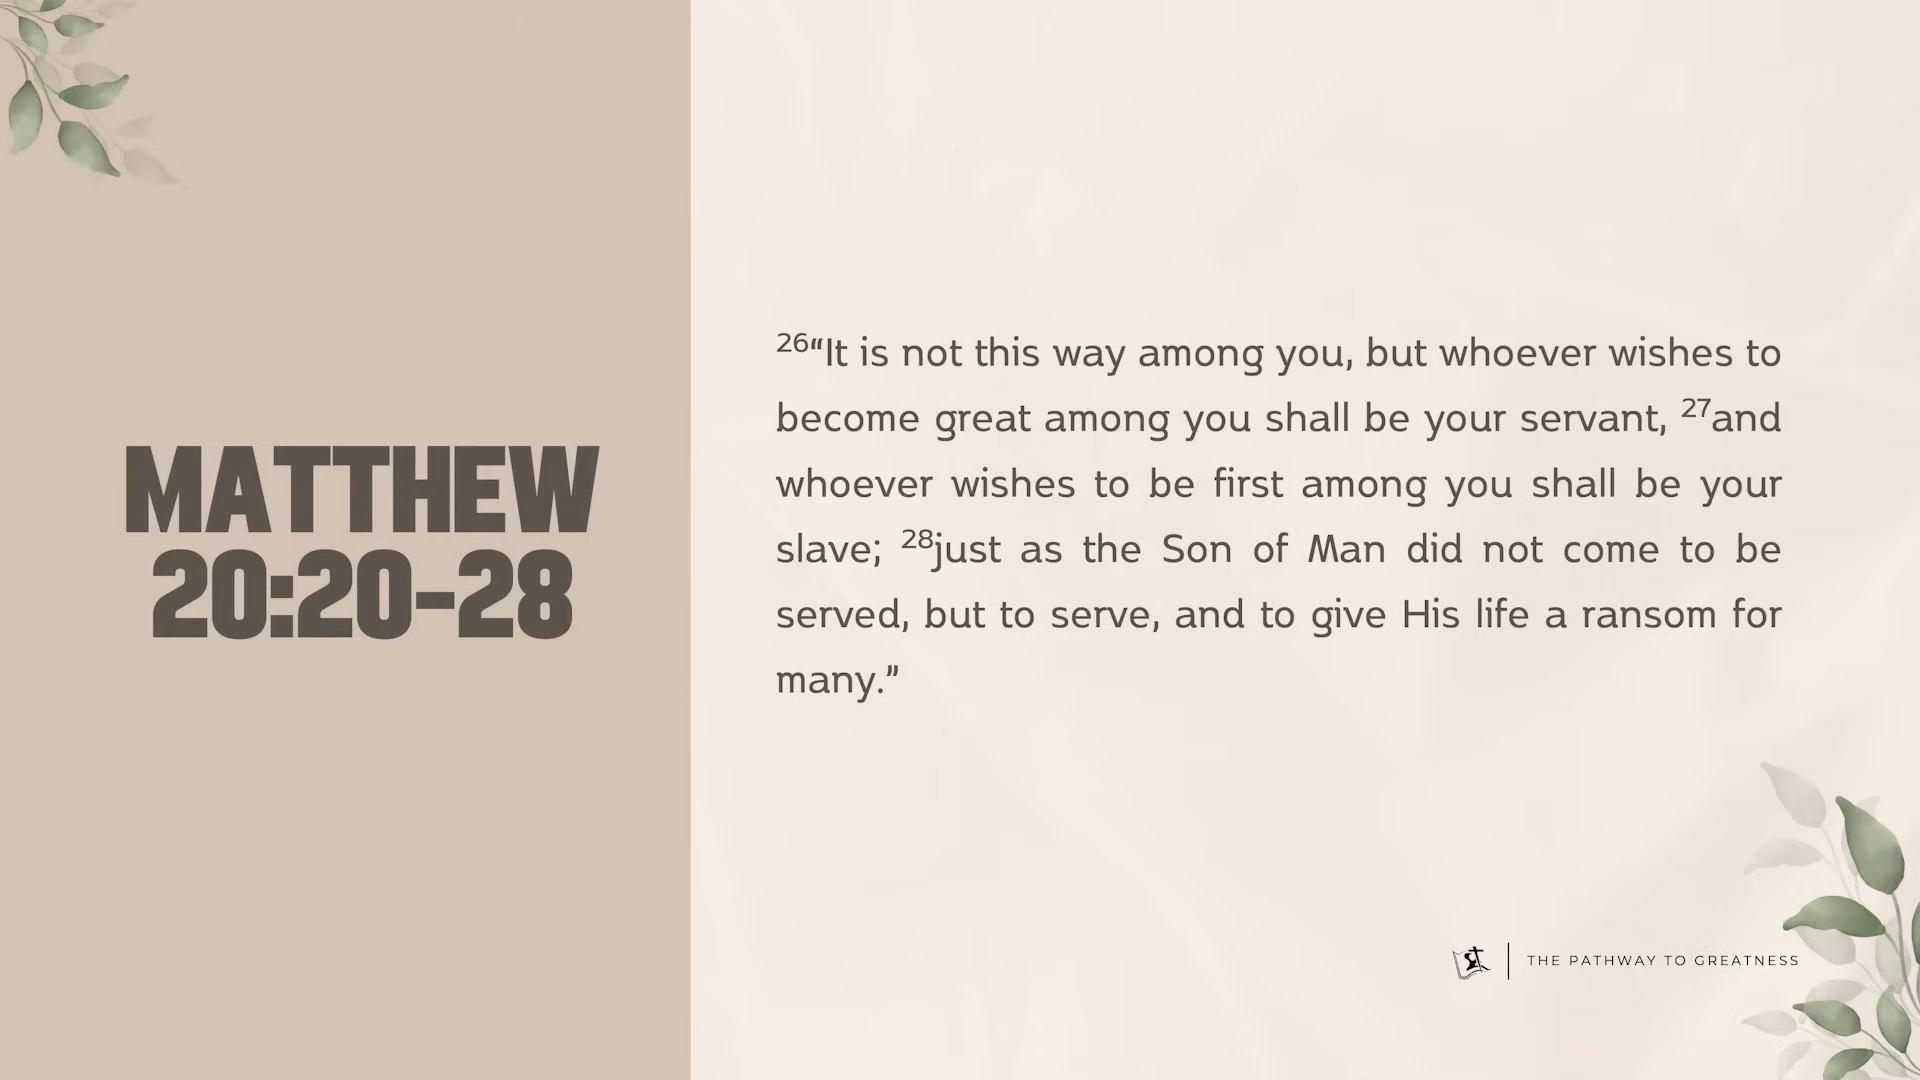 MATTHEW
20:20-28
26“It is not this way among you, but whoever wishes to
become great among you shall be your servant, 27and
whoever wishes to be first among you shall be your
slave; 28just as the Son of Man did not come to be
served, but to serve, and to give His life a ransom for
many.”
THE PATHWAY TO GREATNESS